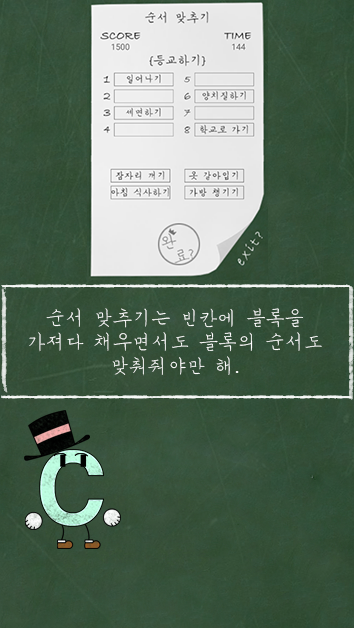 순서 맞추기
SCORE TIME
1500 144
{등교하기}
1 일어나기 5
2 6 양치질하기
3 세면하기 7
4 8 학교로 가기
잠자리 개기 옷 갈아입기
아침 식사하기 가방 챙기기
완료?
exit?
순서 맞추기는 빈칸에 블록을
가져다 채우면서도 블록의 순서도
맞춰줘야만 해.
C